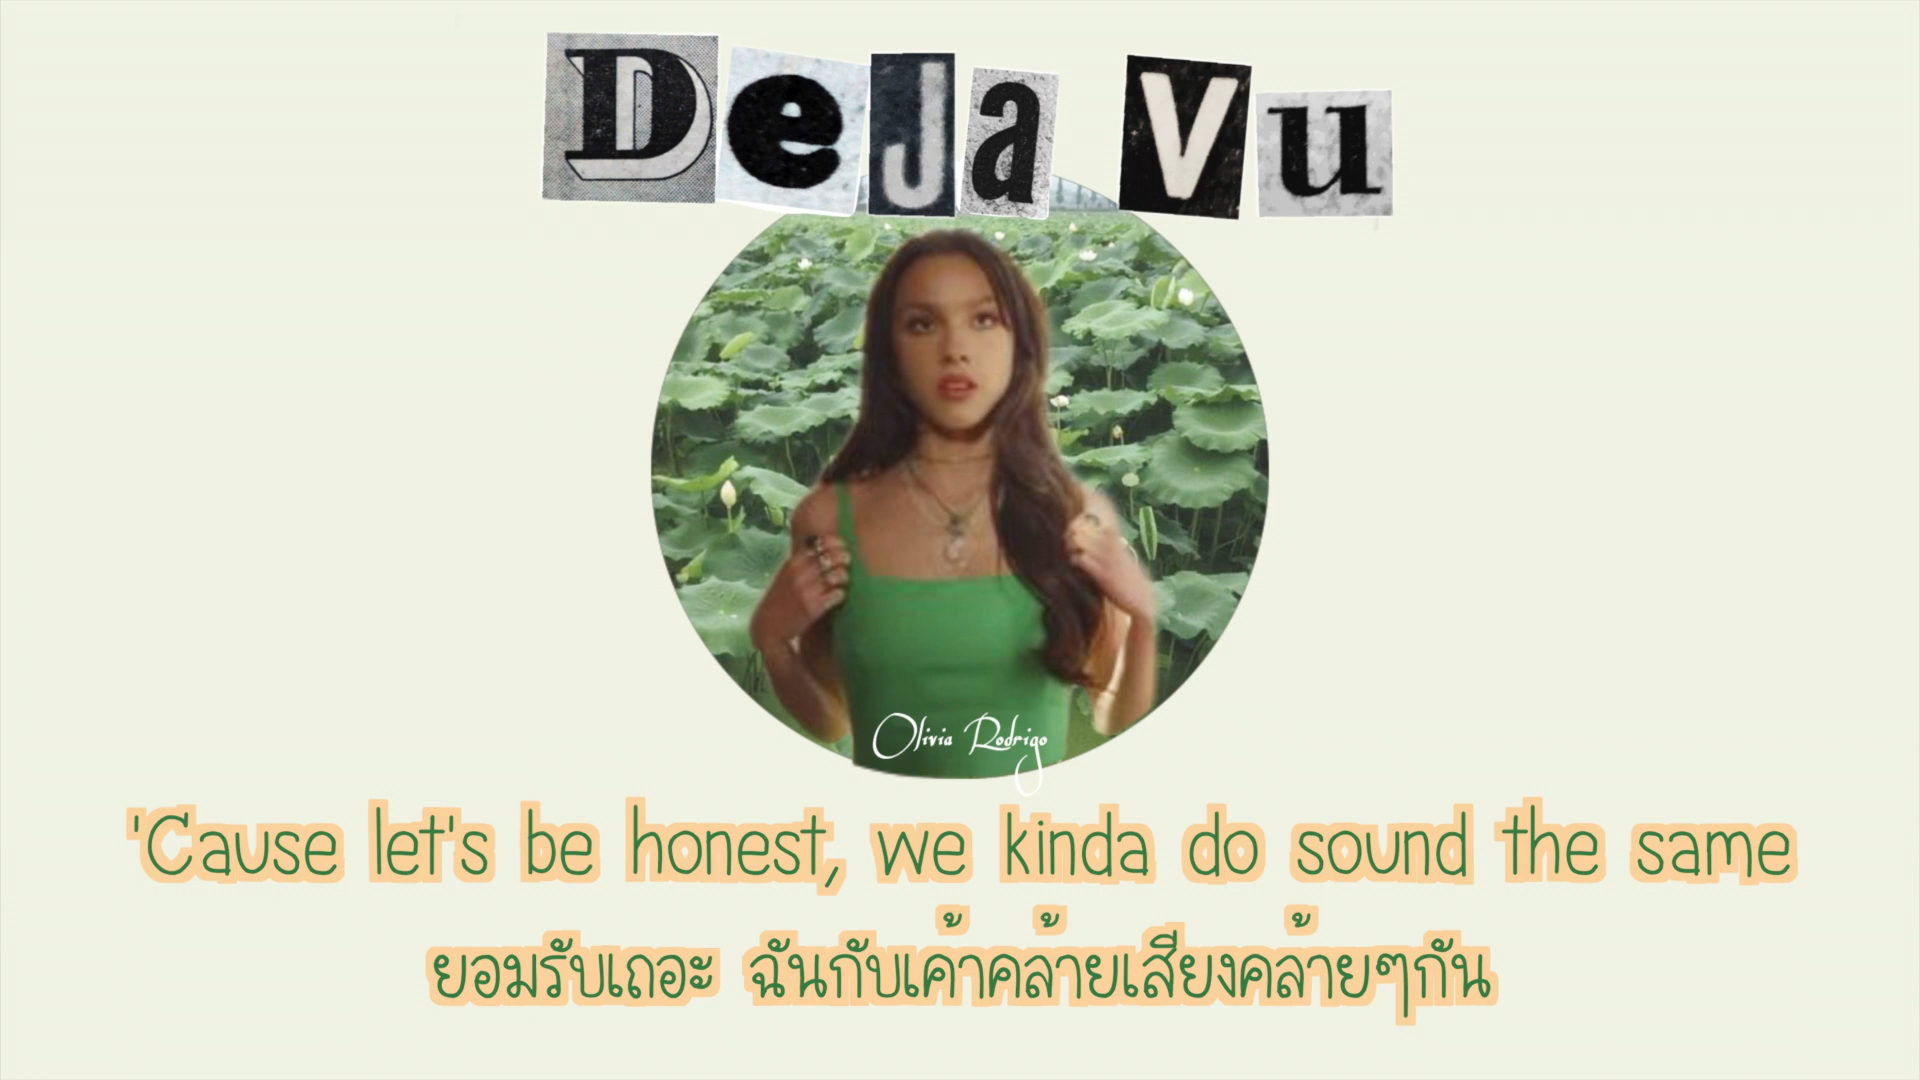 Deja Vu
Olivia Rodrigo
'Cause let's be honest, we kinda do sound the same
ยอมรับเถอะ ฉันกับเค้าคล้ายเสียงคล้ายๆกัน